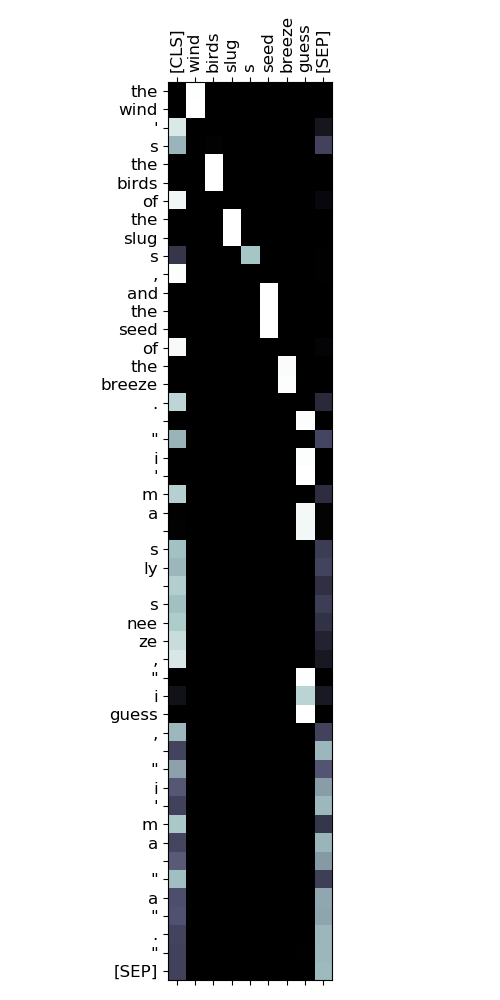 [CLS]
wind
birds
slug
s
seed
breeze
guess
[SEP]
the
wind
'
s
the
birds
of
the
slug
s
,
and
the
seed
of
the
breeze
.
"
i
'
m
a
s
ly
s
nee
ze
,
"
i
guess
,
"
i
'
m
a
"
a
"
.
"
[SEP]